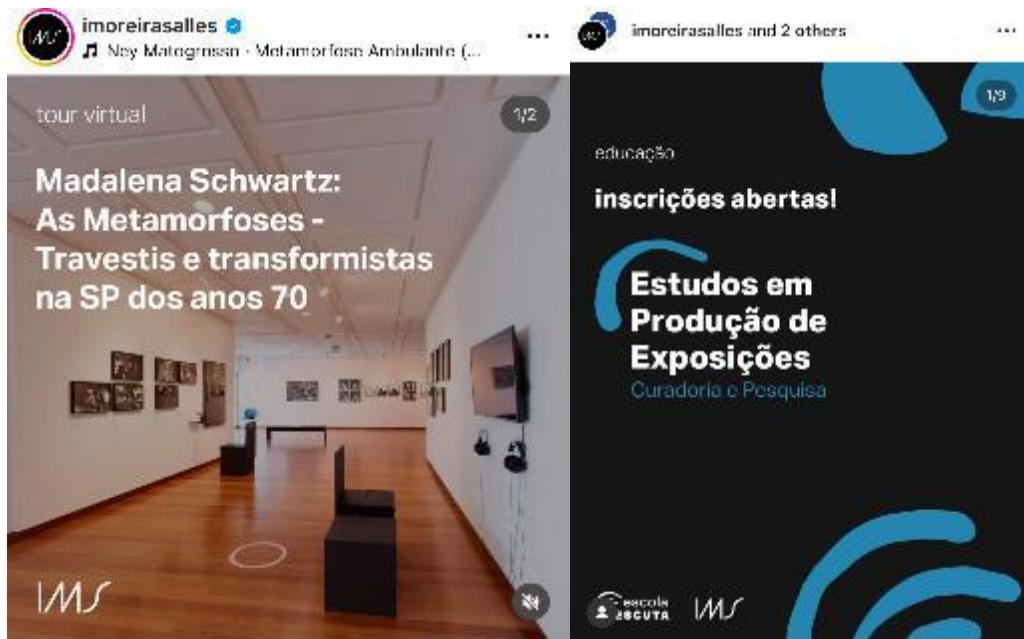 imoreirasalles
Ney Matogrosso · Metamorfose Ambulante (...
tour virtual
1/2
Madalena Schwartz:
As Metamorfoses -
Travestis e transformistas
na SP dos anos 70
IMS
imoreirasalles and 2 others
1/9
educação
inscrições abertas!
Estudos em
Produção de
Exposições
Curadoria e Pesquisa
escola
ESCUTA
IMS